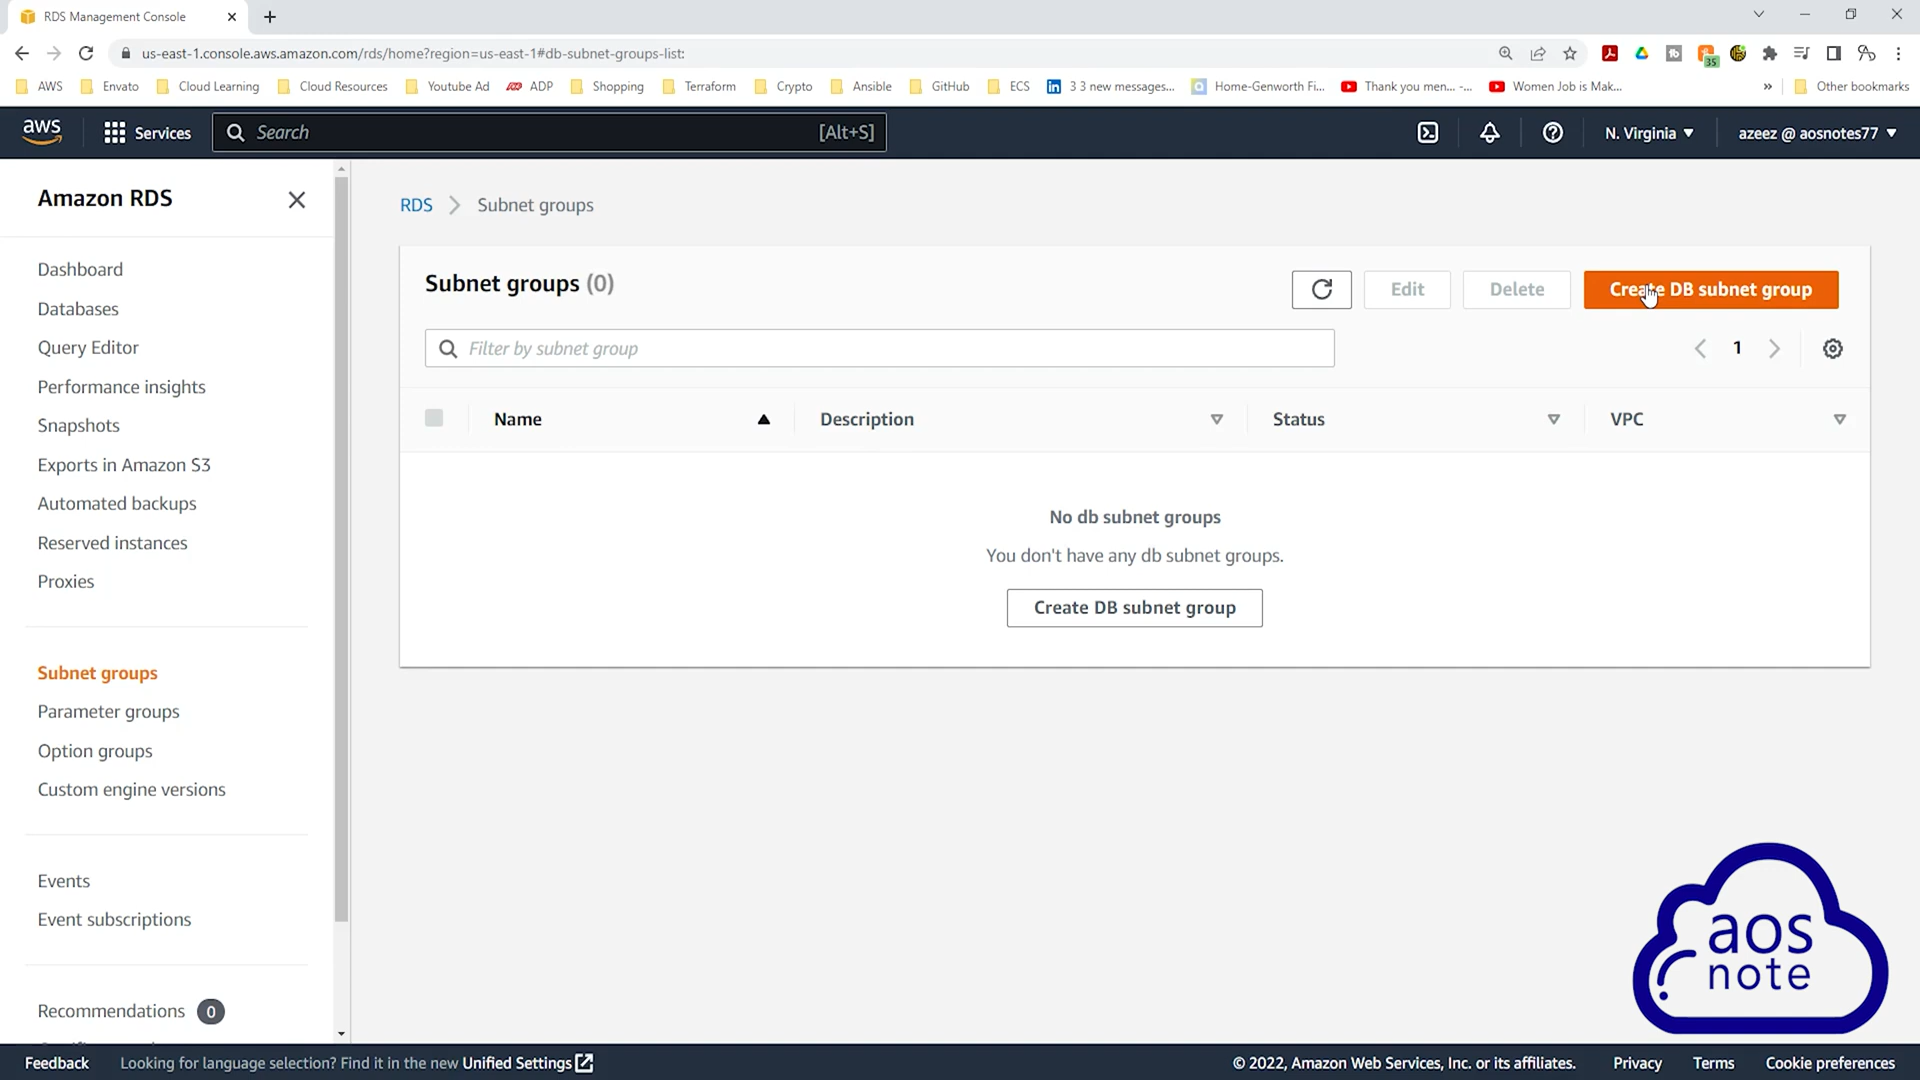 RDS Management Console
us-east-1.console.aws.amazon.com/rds/home?region=us-east-1#db-subnet-groups-list:
35
AWS Envato Cloud Learning Cloud Resources Youtube Ad ADP Shopping Terraform Crypto Ansible GitHub ECS 3 3 new messages... Home-Genworth Fi... Thank you men... -... Women Job is Mak... » Other bookmarks
aws Services Search [Alt+S] N. Virginia azeez @ aosnotes77
Amazon RDS
Dashboard
Databases
Query Editor
Performance insights
Snapshots
Exports in Amazon S3
Automated backups
Reserved instances
Proxies
Subnet groups
Parameter groups
Option groups
Custom engine versions
Events
Event subscriptions
Recommendations 0
RDS Subnet groups
Subnet groups (0) Edit Delete Create DB subnet group
Filter by subnet group 1
Name Description Status VPC
No db subnet groups
You don't have any db subnet groups.
Create DB subnet group
aos
note
Feedback Looking for language selection? Find it in the new Unified Settings © 2022, Amazon Web Services, Inc. or its affiliates. Privacy Terms Cookie preferences